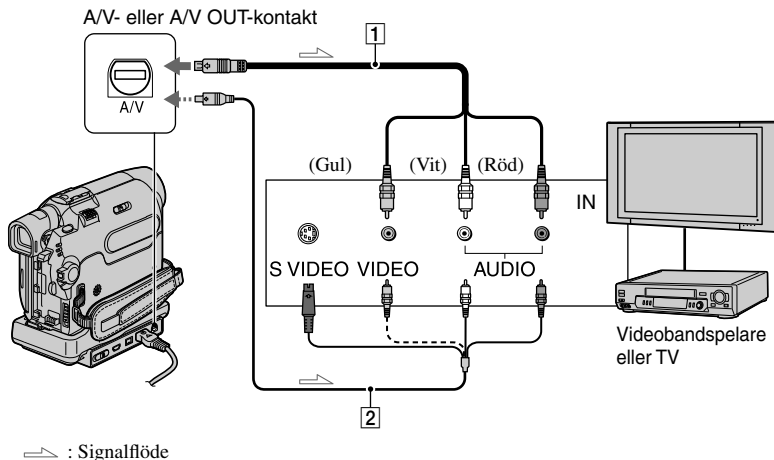 A/V- eller A/V OUT-kontakt
1
A/V
(Gul) (Vit) (Röd)
IN
S VIDEO VIDEO AUDIO
Videobandspelare
eller TV
2
: Signalflöde